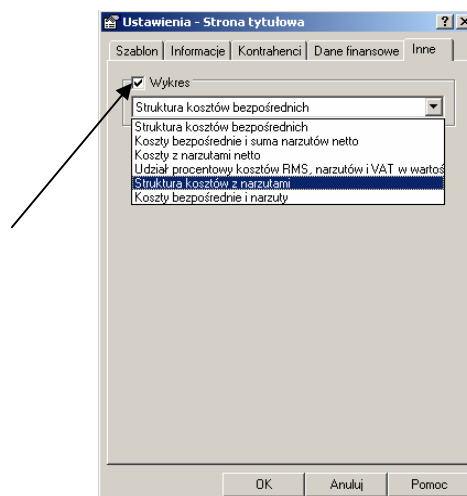 Ustawienia - Strona tytułowa
Szablon Informacje Kontrahenci Dane finansowe Inne
Wykres
Struktura kosztów bezpośrednich
Struktura kosztów bezpośrednich
Koszty bezpośrednie i suma narzutów netto
Koszty z narzutami netto
Udział procentowy kosztów RMS, narzutów i VAT w wartoś
Struktura kosztów z narzutami
Koszty bezpośrednie i narzuty
OK Anuluj Pomoc